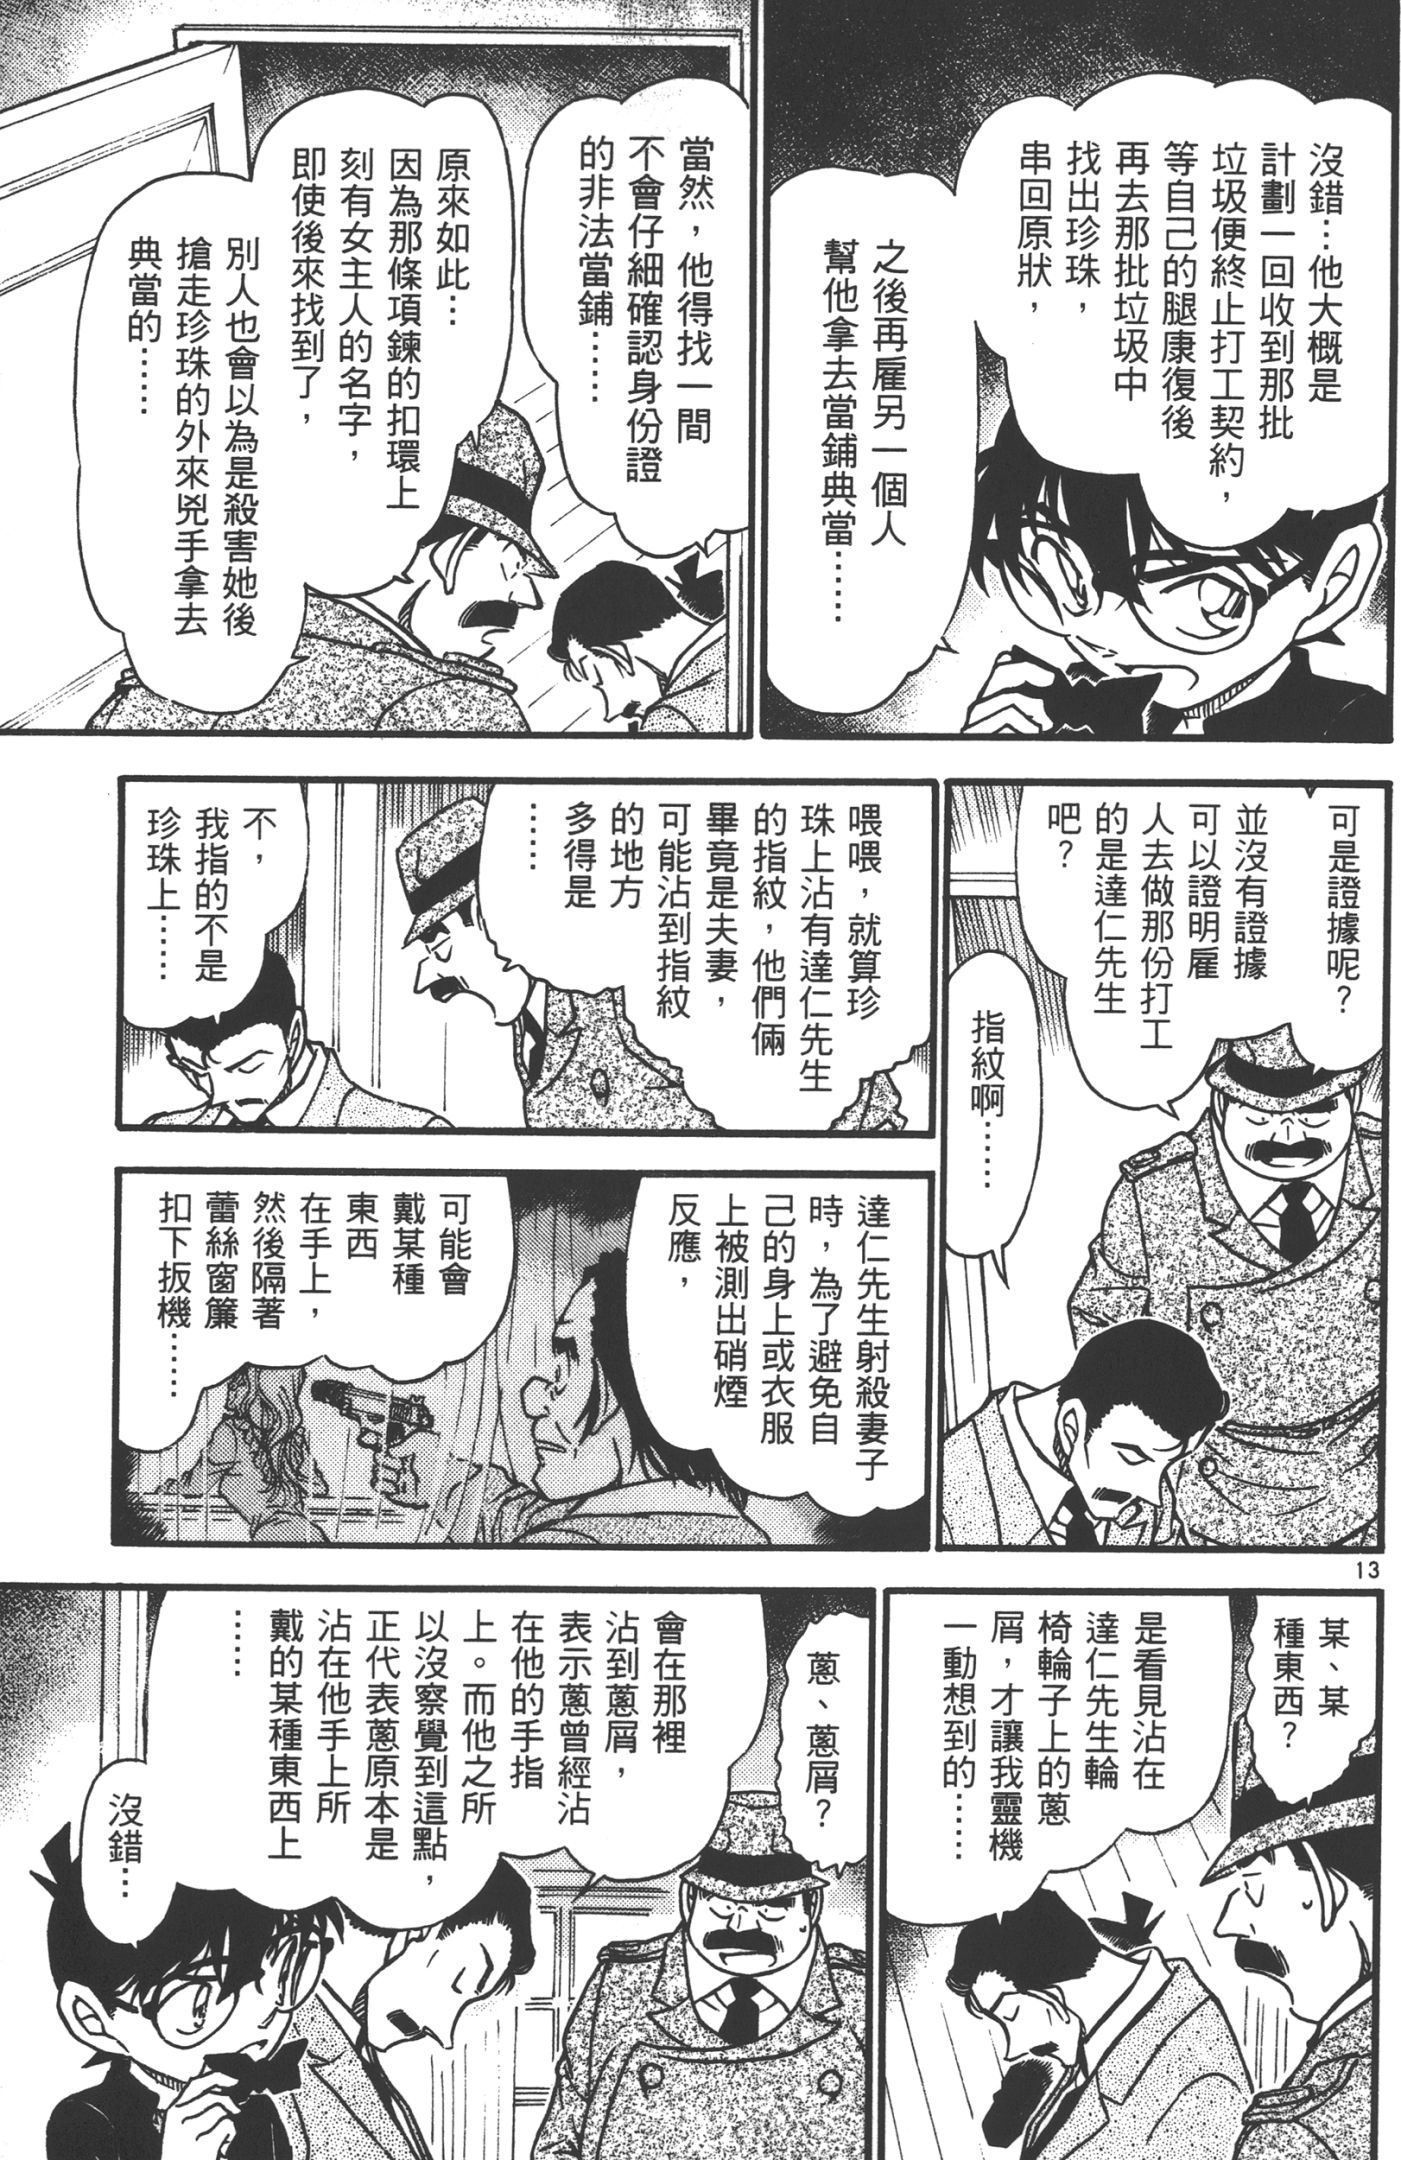 沒錯…他大概是
計劃一回收到那批
垃圾便終止打工契約，
等自己的腿康復後
再去那批垃圾中
找出珍珠，
串回原狀，
之後再雇另一個人
幫他拿去當鋪典當……
當然，他得找一間
不會仔細確認身份證
的非法當鋪……
原來如此…
因為那條項鍊的扣環上
刻有女主人的名字，
即使後來找到了，
別人也會以為是殺害她後
搶走珍珠的外來兇手拿去
典當的……
可是證據呢？
並沒有證據
可以證明雇
人去做那份打工
的是達仁先生
吧？
指紋啊……
喂喂，就算珍
珠上沾有達仁先生
的指紋，他們倆
畢竟是夫妻，
可能沾到指紋
的地方
多得是
……
不，
我指的不是
珍珠上……
達仁先生射殺妻子
時，為了避免自
己的身上或衣服
上被測出硝煙
反應，
可能會
戴某種
東西
在手上，
然後隔著
蕾絲窗簾
扣下扳機……
13
某、某
種東西？
是看見沾在
達仁先生輪
椅輪子上的蔥
屑，才讓我靈機
一動想到的……
蔥、蔥屑？
會在那裡
沾到蔥屑，
表示蔥曾經沾
在他的手指
上。而他之所
以沒察覺到這點，
正代表蔥原本是
沾在他手上所
戴的某種東西上
……
沒錯…